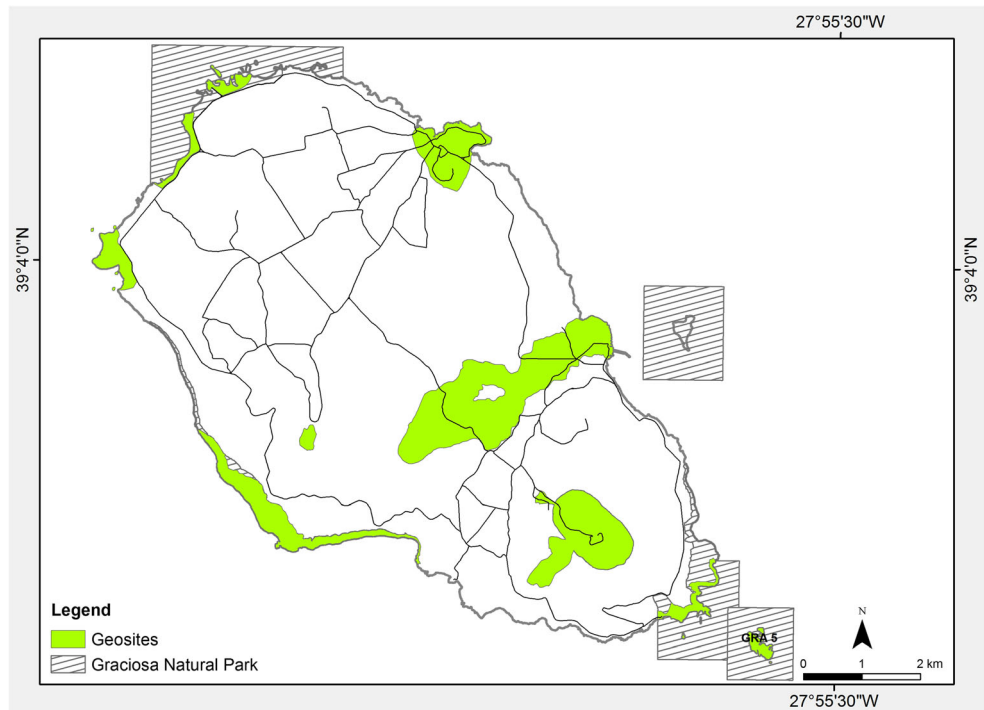 27°55'30"W
39°4'0"N
39°4'0"N
Legend
Geosites
Graciosa Natural Park
GRA 5
N
0 1 2 km
27°55'30"W